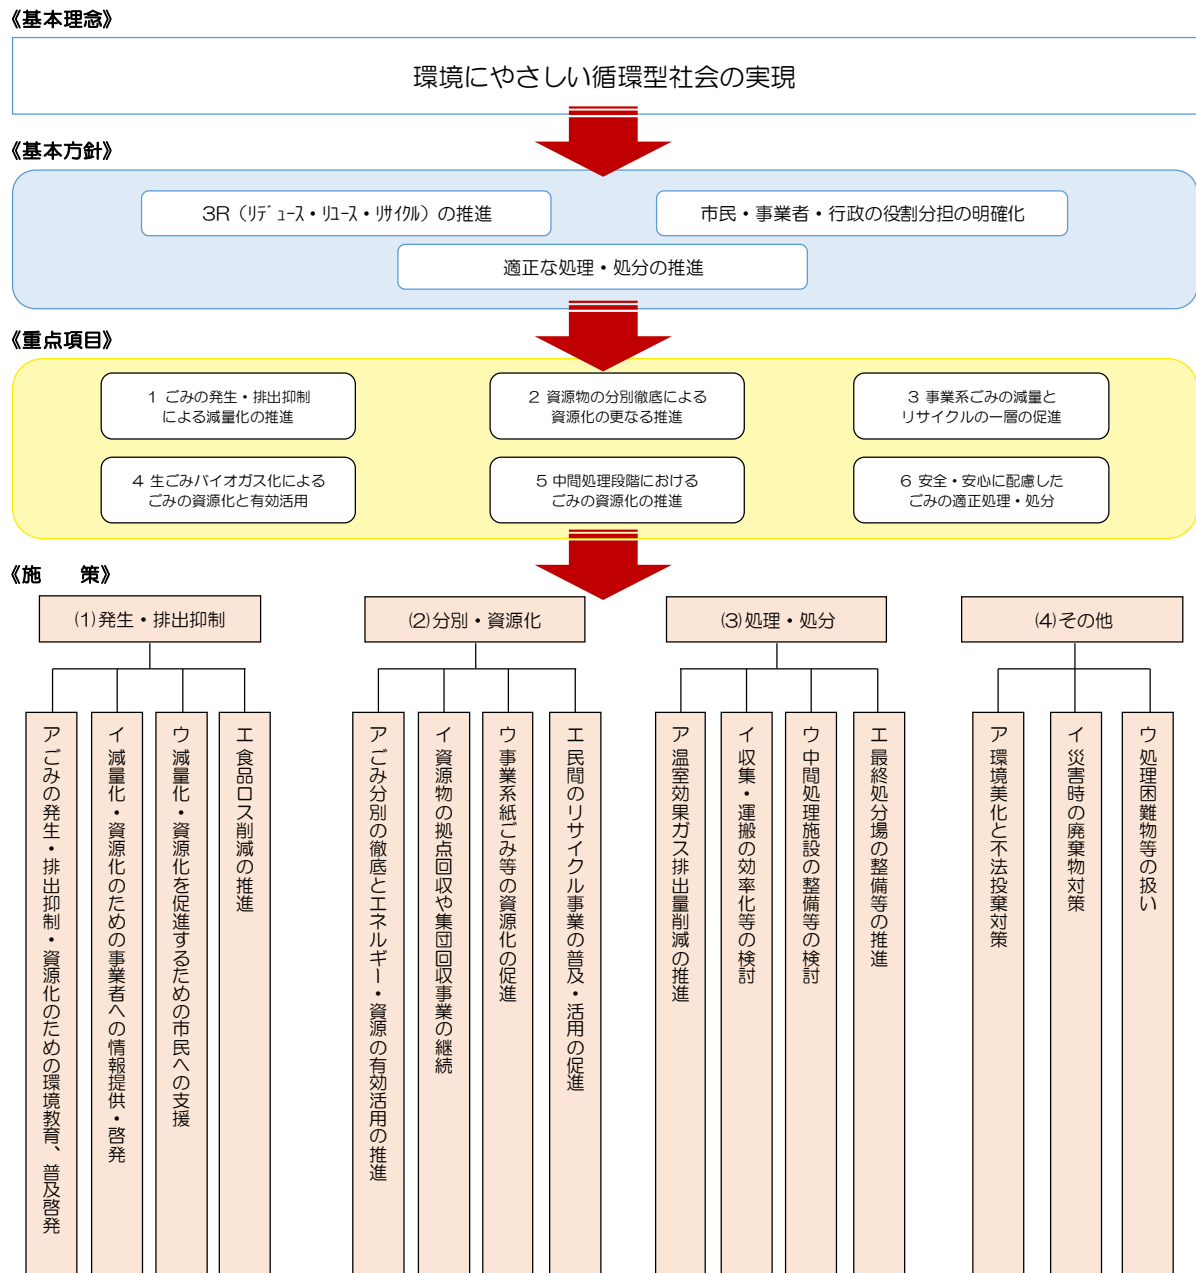 《基本理念》
環境にやさしい循環型社会の実現
《基本方針》
3R（ﾘﾃﾞｭｰｽ・ﾘﾕｰｽ・ﾘｻｲｸﾙ）の推進
市民・事業者・行政の役割分担の明確化
適正な処理・処分の推進
《重点項目》
1 ごみの発生・排出抑制
による減量化の推進
2 資源物の分別徹底による
資源化の更なる推進
3 事業系ごみの減量と
リサイクルの一層の促進
4 生ごみバイオガス化による
ごみの資源化と有効活用
5 中間処理段階における
ごみの資源化の推進
6 安全・安心に配慮した
ごみの適正処理・処分
《施　　策》
(1)発生・排出抑制
ア ごみの発生・排出抑制・資源化のための環境教育、普及啓発
イ 減量化・資源化のための事業者への情報提供・啓発
ウ 減量化・資源化を促進するための市民への支援
エ 食品ロス削減の推進
(2)分別・資源化
ア ごみ分別の徹底とエネルギー・資源の有効活用の推進
イ 資源物の拠点回収や集団回収事業の継続
ウ 事業系紙ごみ等の資源化の促進
エ 民間のリサイクル事業の普及・活用の促進
(3)処理・処分
ア 温室効果ガス排出量削減の推進
イ 収集・運搬の効率化等の検討
ウ 中間処理施設の整備等の検討
エ 最終処分場の整備等の推進
(4)その他
ア 環境美化と不法投棄対策
イ 災害時の廃棄物対策
ウ 処理困難物等の扱い